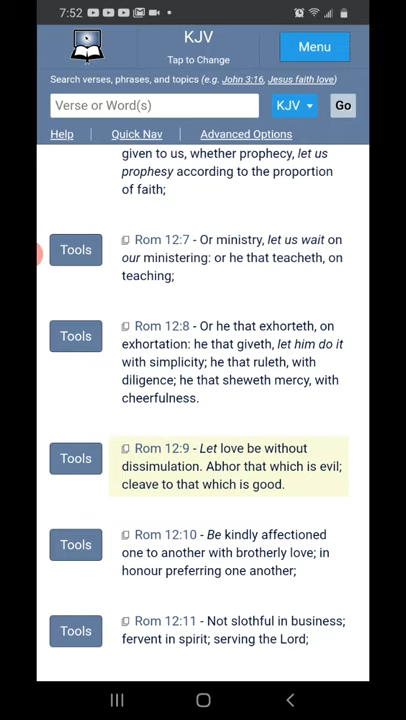 7:52
KJV
Tap to Change
Menu
Search verses, phrases, and topics (e.g. John 3:16, Jesus faith love)
Verse or Word(s)
KJV
Go
Help
Quick Nav
Advanced Options
given to us, whether prophecy, let us
prophesy according to the proportion
of faith;
Tools
Rom 12:7 - Or ministry, let us wait on
our ministering: or he that teacheth, on
teaching;
Tools
Rom 12:8 - Or he that exhorteth, on
exhortation: he that giveth, let him do it
with simplicity; he that ruleth, with
diligence; he that sheweth mercy, with
cheerfulness.
Tools
Rom 12:9 - Let love be without
dissimulation. Abhor that which is evil;
cleave to that which is good.
Tools
Rom 12:10 - Be kindly affectioned
one to another with brotherly love; in
honour preferring one another;
Tools
Rom 12:11 - Not slothful in business;
fervent in spirit; serving the Lord;